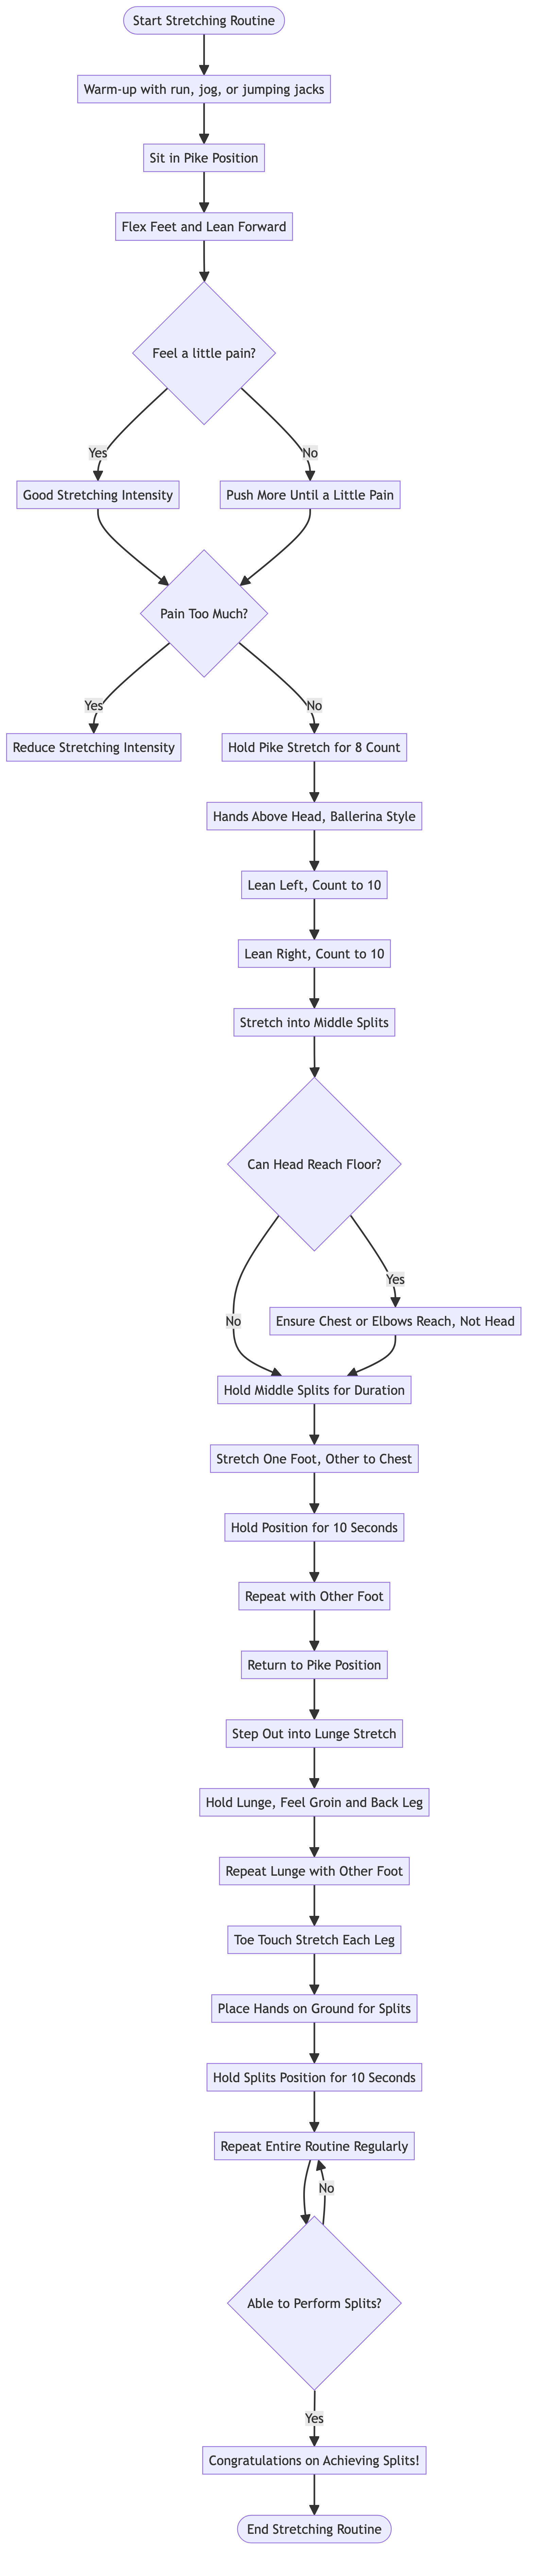 Start Stretching Routine
Warm-up with run, jog, or jumping jacks
Sit in Pike Position
Flex Feet and Lean Forward
Feel a little pain?
Yes
No
Good Stretching Intensity
Push More Until a Little Pain
Pain Too Much?
Yes
No
Reduce Stretching Intensity
Hold Pike Stretch for 8 Count
Hands Above Head, Ballerina Style
Lean Left, Count to 10
Lean Right, Count to 10
Stretch into Middle Splits
Can Head Reach Floor?
Yes
No
Ensure Chest or Elbows Reach, Not Head
Hold Middle Splits for Duration
Stretch One Foot, Other to Chest
Hold Position for 10 Seconds
Repeat with Other Foot
Return to Pike Position
Step Out into Lunge Stretch
Hold Lunge, Feel Groin and Back Leg
Repeat Lunge with Other Foot
Toe Touch Stretch Each Leg
Place Hands on Ground for Splits
Hold Splits Position for 10 Seconds
Repeat Entire Routine Regularly
No
Able to Perform Splits?
Yes
Congratulations on Achieving Splits!
End Stretching Routine